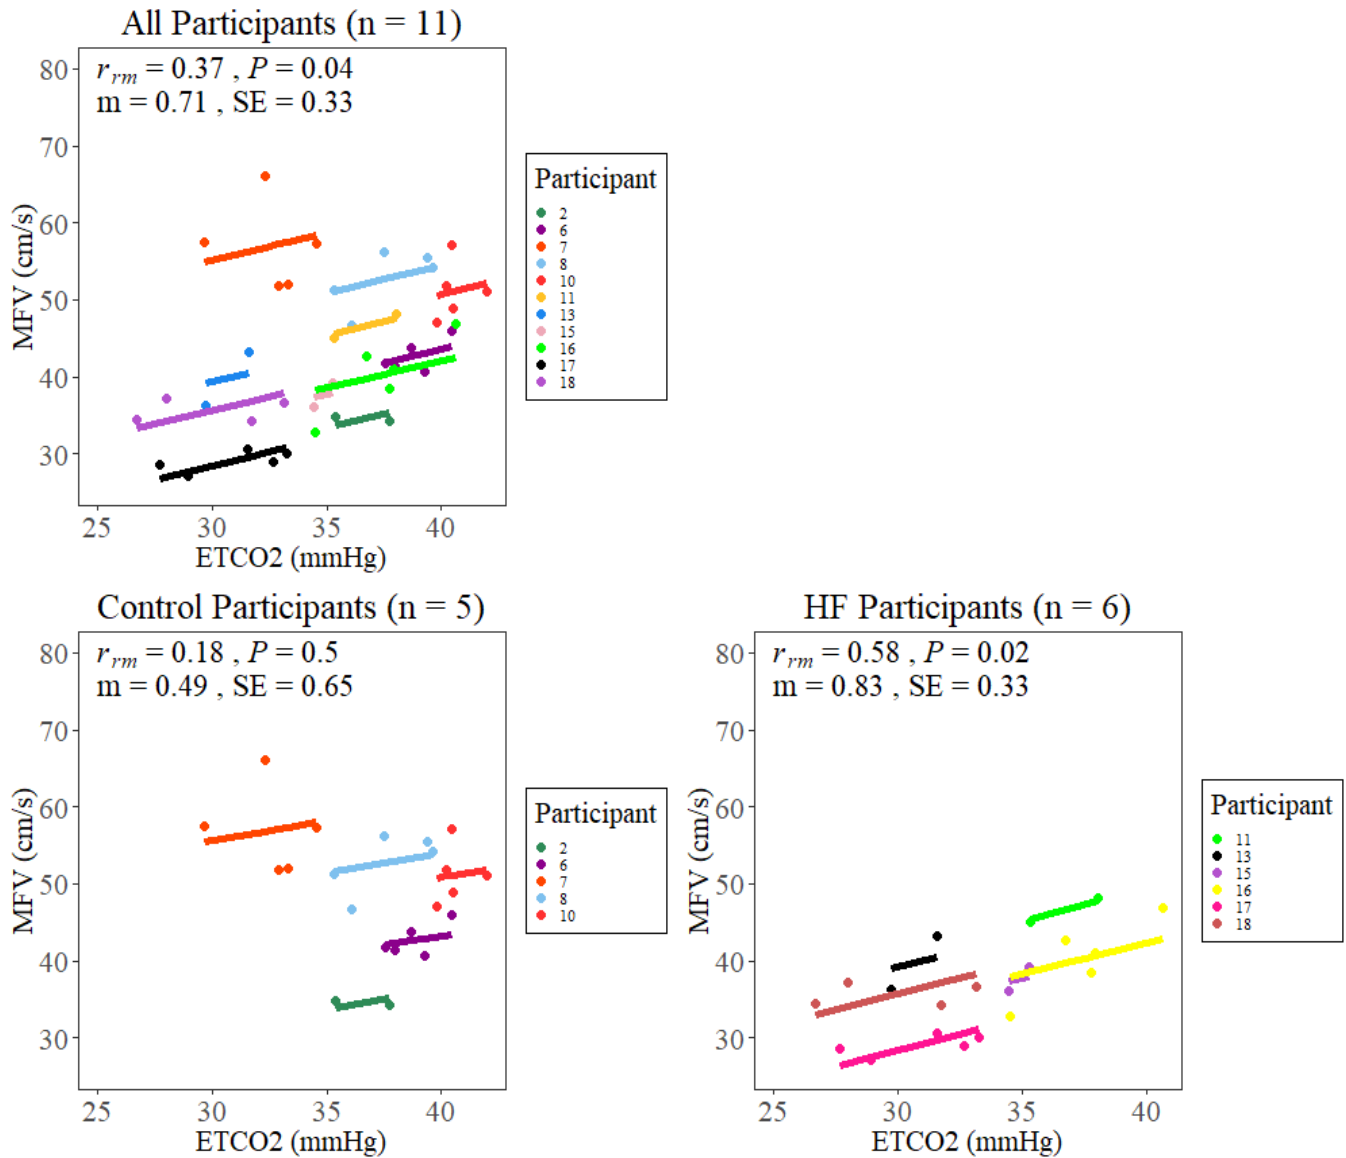 All Participants (n = 11)
r_rm = 0.37 , P = 0.04
m = 0.71 , SE = 0.33
80
70
60
50
40
30
MFV (cm/s)
25 30 35 40
ETCO2 (mmHg)
Participant
2
6
7
8
10
11
13
15
16
17
18
Control Participants (n = 5)
r_rm = 0.18 , P = 0.5
m = 0.49 , SE = 0.65
80
70
60
50
40
30
MFV (cm/s)
25 30 35 40
ETCO2 (mmHg)
Participant
2
6
7
8
10
HF Participants (n = 6)
r_rm = 0.58 , P = 0.02
m = 0.83 , SE = 0.33
80
70
60
50
40
30
MFV (cm/s)
25 30 35 40
ETCO2 (mmHg)
Participant
11
13
15
16
17
18